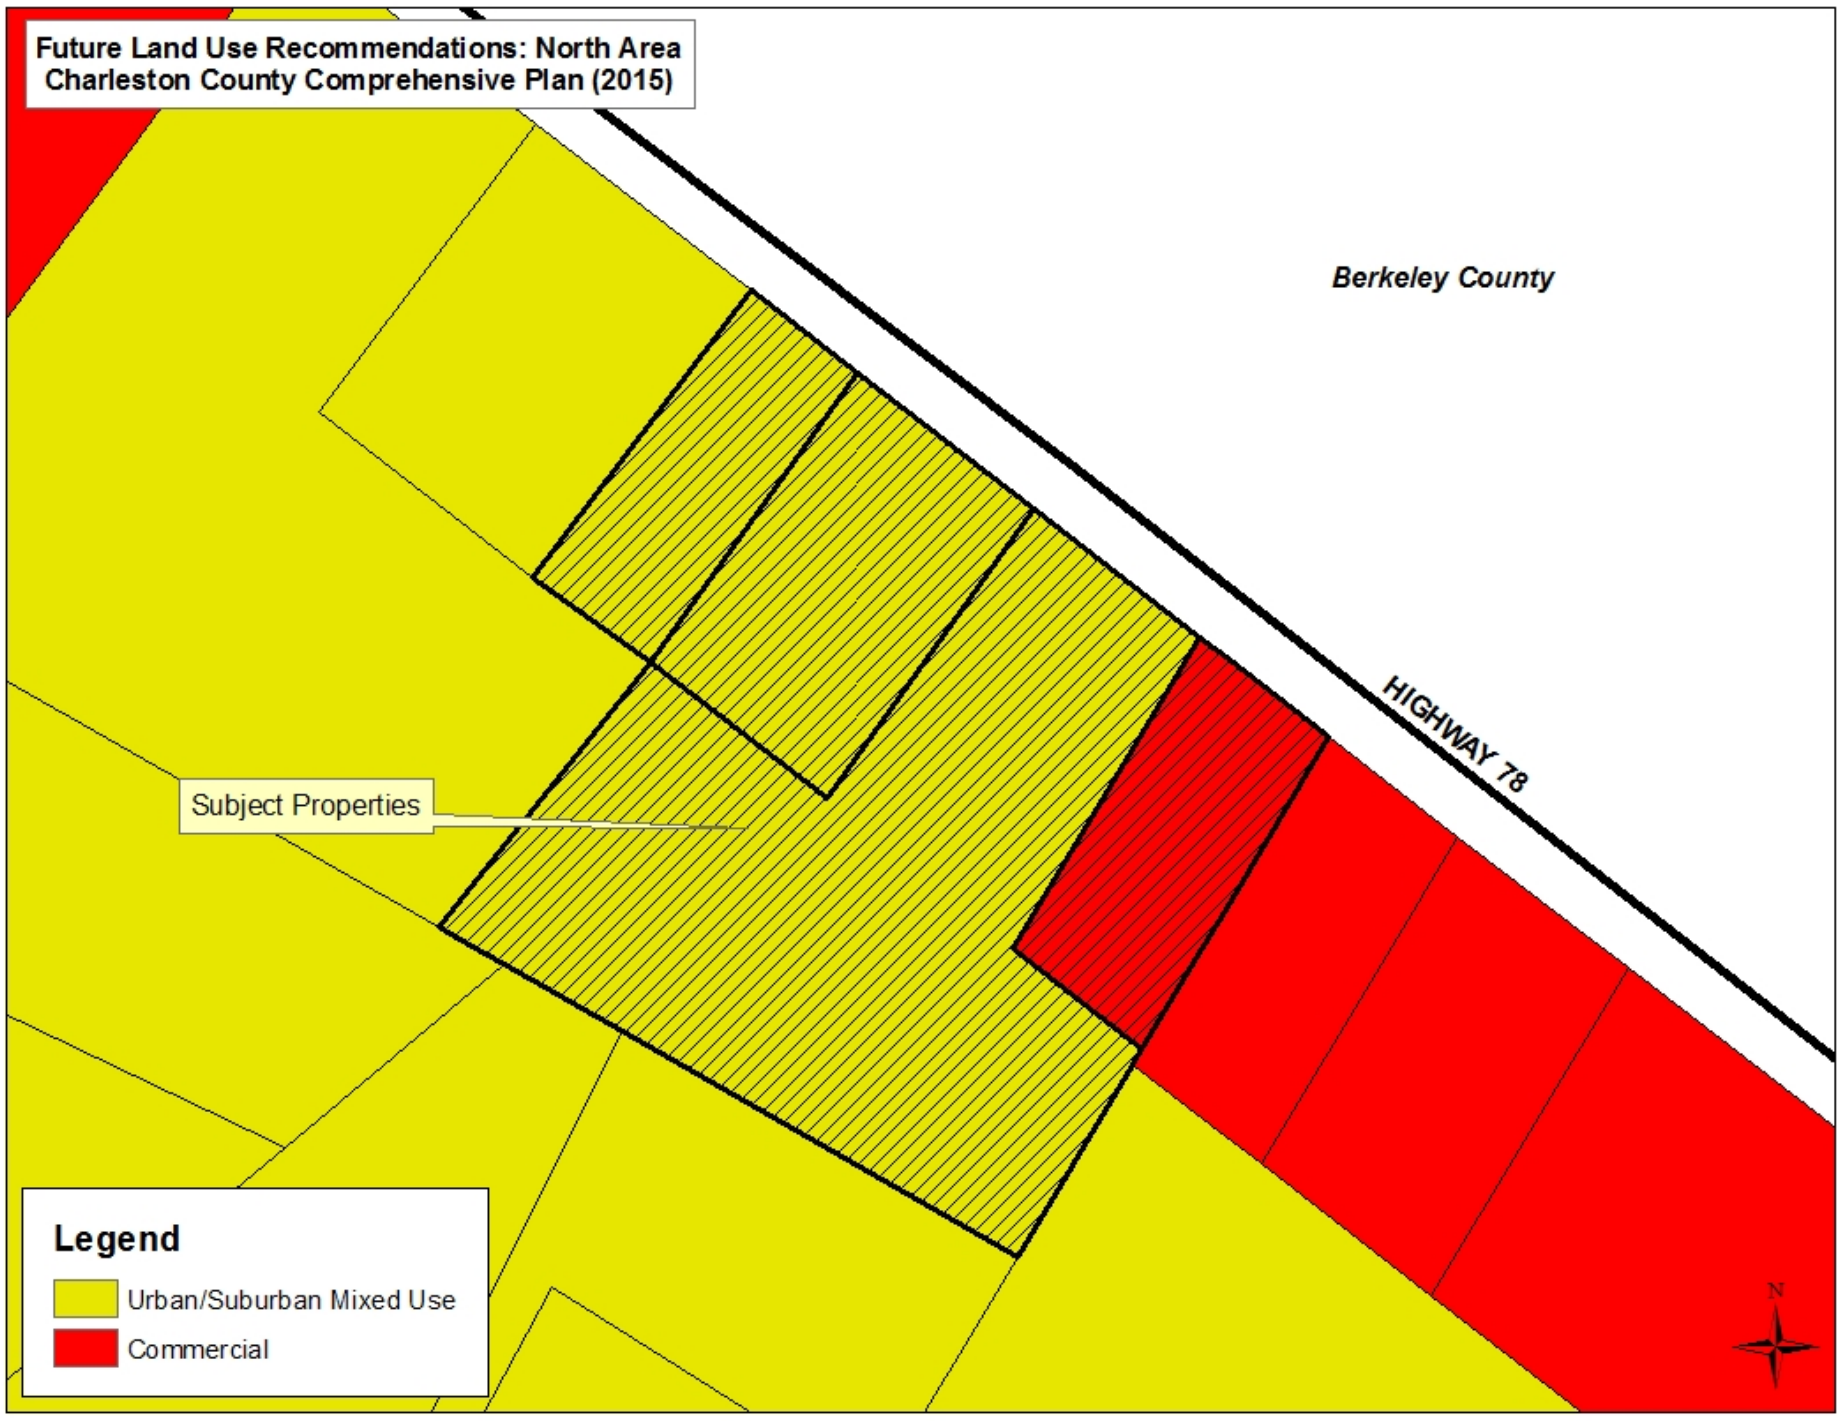 Future Land Use Recommendations: North Area
Charleston County Comprehensive Plan (2015)
Berkeley County
HIGHWAY 78
Subject Properties
Legend
Urban/Suburban Mixed Use
Commercial
N